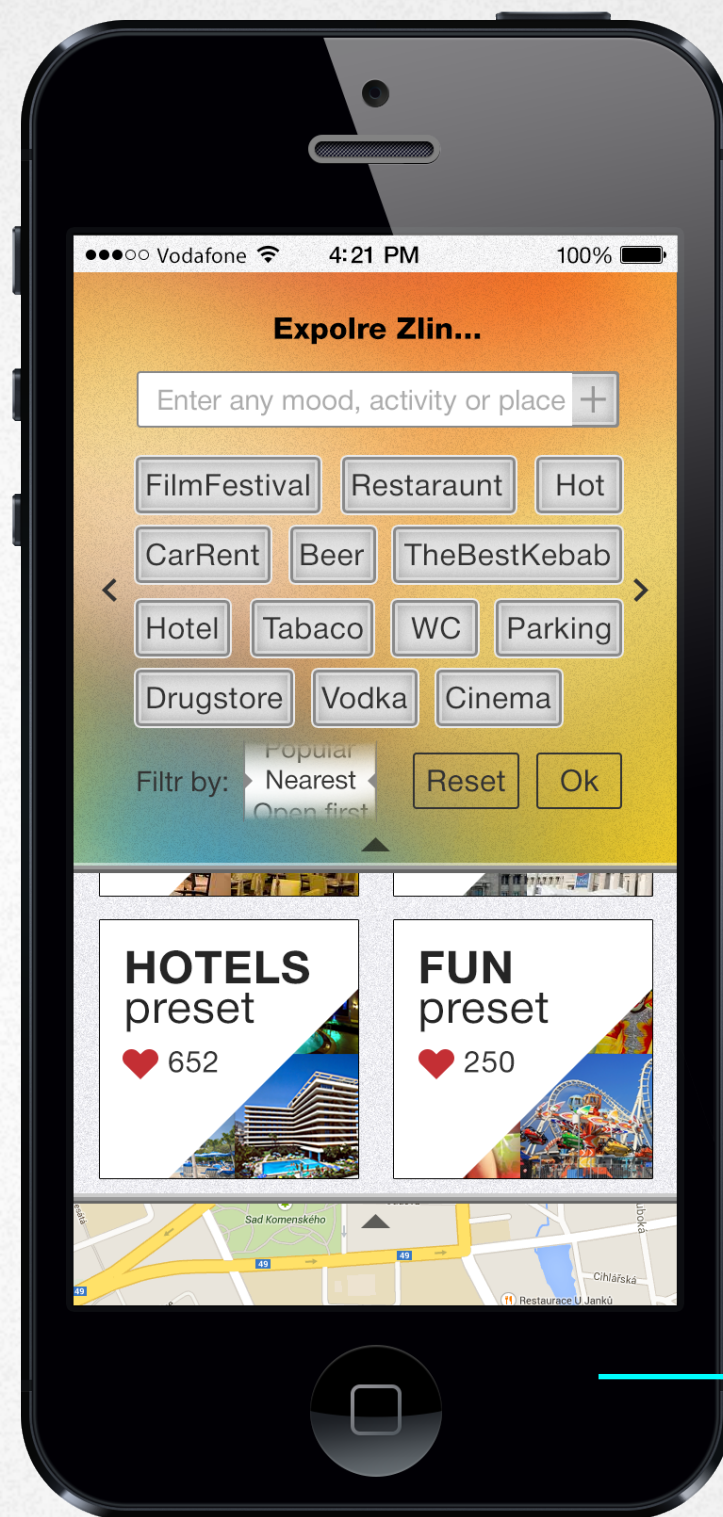 Vodafone 4:21 PM 100%
Expolre Zlin...
Enter any mood, activity or place +
FilmFestival Restaraunt Hot
CarRent Beer TheBestKebab
Hotel Tabaco WC Parking
Drugstore Vodka Cinema
Popular
Filtr by: Nearest Reset Ok
Open first
HOTELS
preset
652
FUN
preset
250
Sad Komenského
49
49
49
Cihlářská
Restaurace U Janků